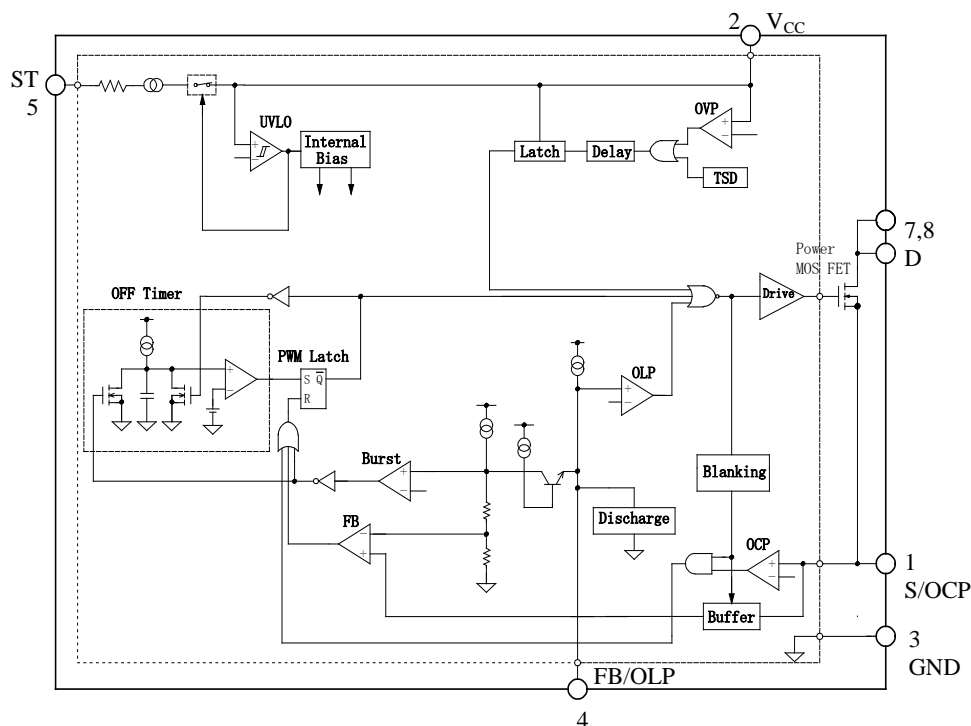 2 V_CC
ST
5
UVLO
+
−
Internal
Bias
OVP
+
−
Latch
Delay
TSD
7,8
D
Power
MOS FET
Drive
OFF Timer
PWM Latch
S Q̅
R
+
−
OLP
+
−
Burst
+
−
Blanking
FB
−
+
Discharge
OCP
+
−
1
S/OCP
Buffer
3
GND
FB/OLP
4